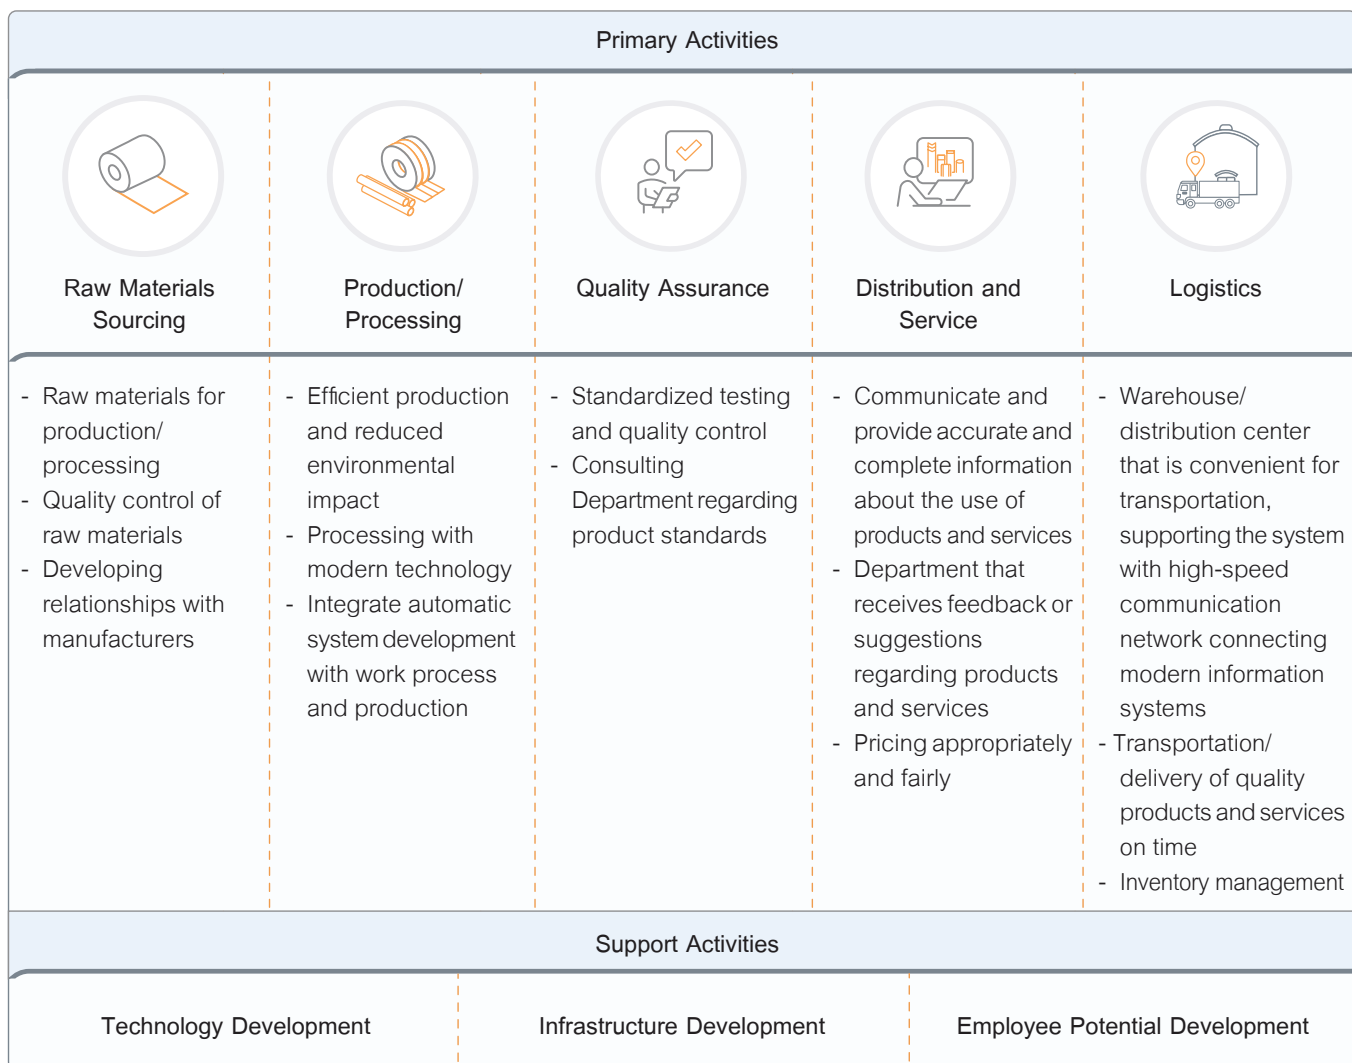 Primary Activities
Raw Materials
Sourcing
Production/
Processing
Quality Assurance
Distribution and
Service
Logistics
- Raw materials for
production/
processing
- Quality control of
raw materials
- Developing
relationships with
manufacturers
- Efficient production
and reduced
environmental
impact
- Processing with
modern technology
- Integrate automatic
system development
with work process
and production
- Standardized testing
and quality control
- Consulting
Department regarding
product standards
- Communicate and
provide accurate and
complete information
about the use of
products and services
- Department that
receives feedback or
suggestions
regarding products
and services
- Pricing appropriately
and fairly
- Warehouse/
distribution center
that is convenient for
transportation,
supporting the system
with high-speed
communication
network connecting
modern information
systems
- Transportation/
delivery of quality
products and services
on time
- Inventory management
Support Activities
Technology Development
Infrastructure Development
Employee Potential Development